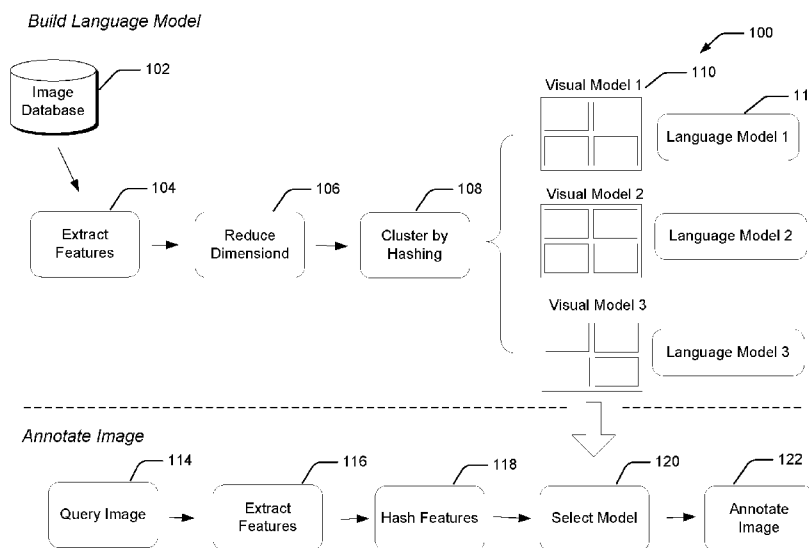 Build Language Model
100
102
Image
Database
Visual Model 1
110
11
Language Model 1
104
106
108
Extract
Features
Reduce
Dimensiond
Cluster by
Hashing
Visual Model 2
Language Model 2
Visual Model 3
Language Model 3
Annotate Image
114
116
118
120
122
Query Image
Extract
Features
Hash Features
Select Model
Annotate
Image